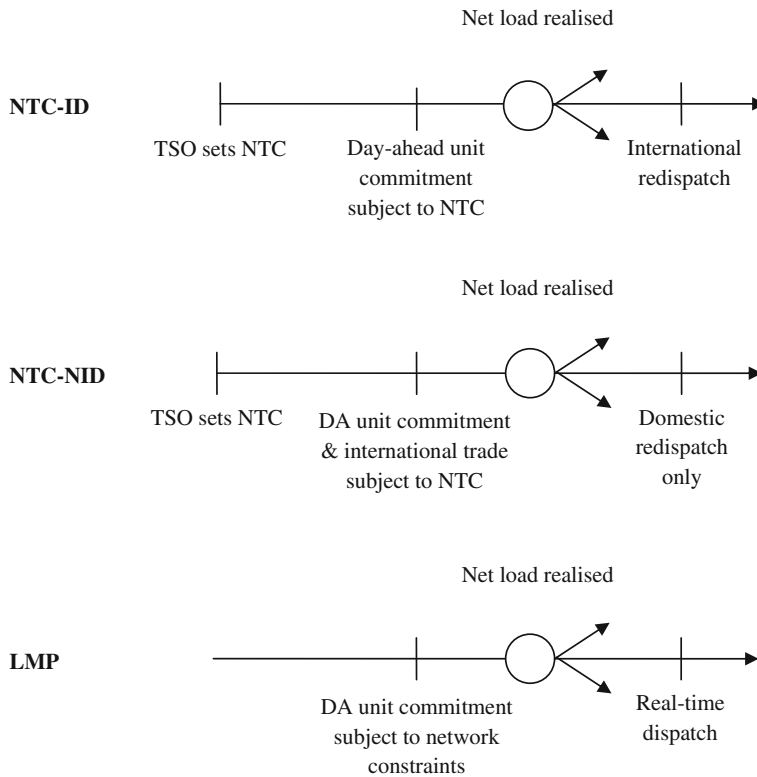 Net load realised
NTC-ID
TSO sets NTC
Day-ahead unit
commitment
subject to NTC
International
redispatch
Net load realised
NTC-NID
TSO sets NTC
DA unit commitment
& international trade
subject to NTC
Domestic
redispatch
only
Net load realised
LMP
DA unit commitment
subject to network
constraints
Real-time
dispatch